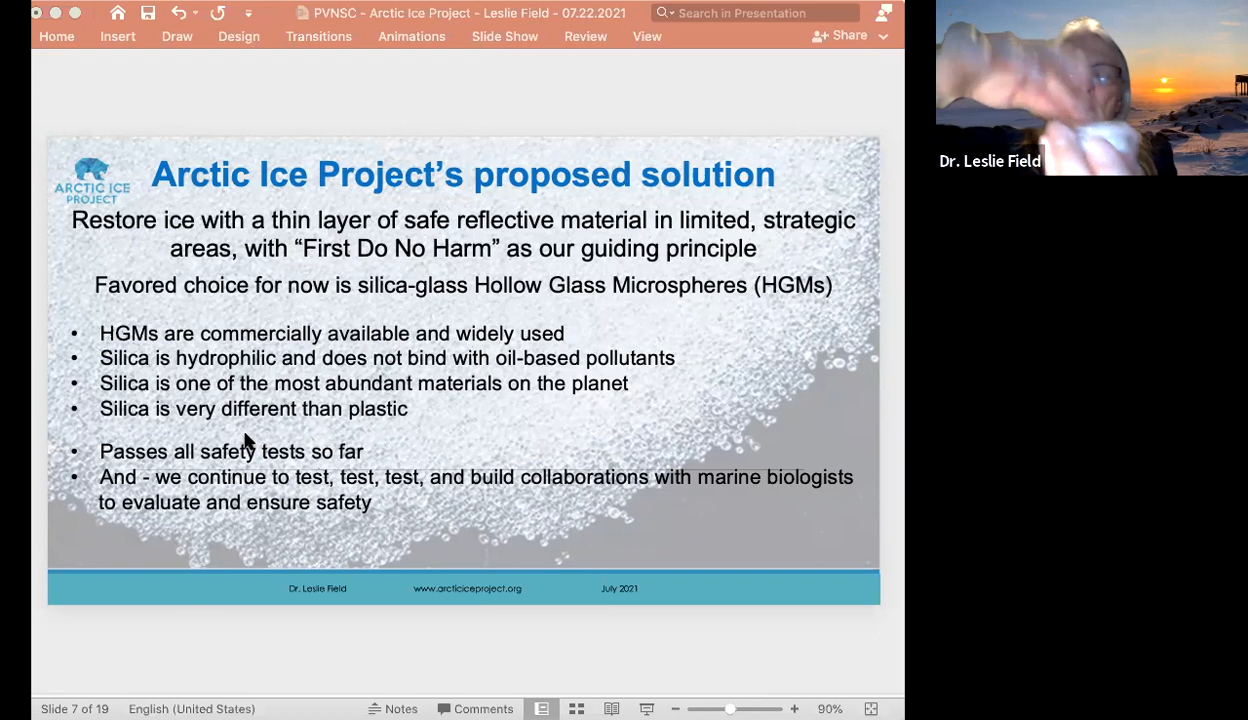 PVNSC - Arctic Ice Project - Leslie Field - 07.22.2021
Search in Presentation
Home Insert Draw Design Transitions Animations Slide Show Review View Share
ARCTIC ICE
PROJECT
Arctic Ice Project's proposed solution
Restore ice with a thin layer of safe reflective material in limited, strategic
areas, with “First Do No Harm” as our guiding principle
Favored choice for now is silica-glass Hollow Glass Microspheres (HGMs)
• HGMs are commercially available and widely used
• Silica is hydrophilic and does not bind with oil-based pollutants
• Silica is one of the most abundant materials on the planet
• Silica is very different than plastic
• Passes all safety tests so far
• And - we continue to test, test, test, and build collaborations with marine biologists
to evaluate and ensure safety
Dr. Leslie Field www.arcticiceproject.org July 2021
Slide 7 of 19 English (United States) Notes Comments 90%
Dr. Leslie Field